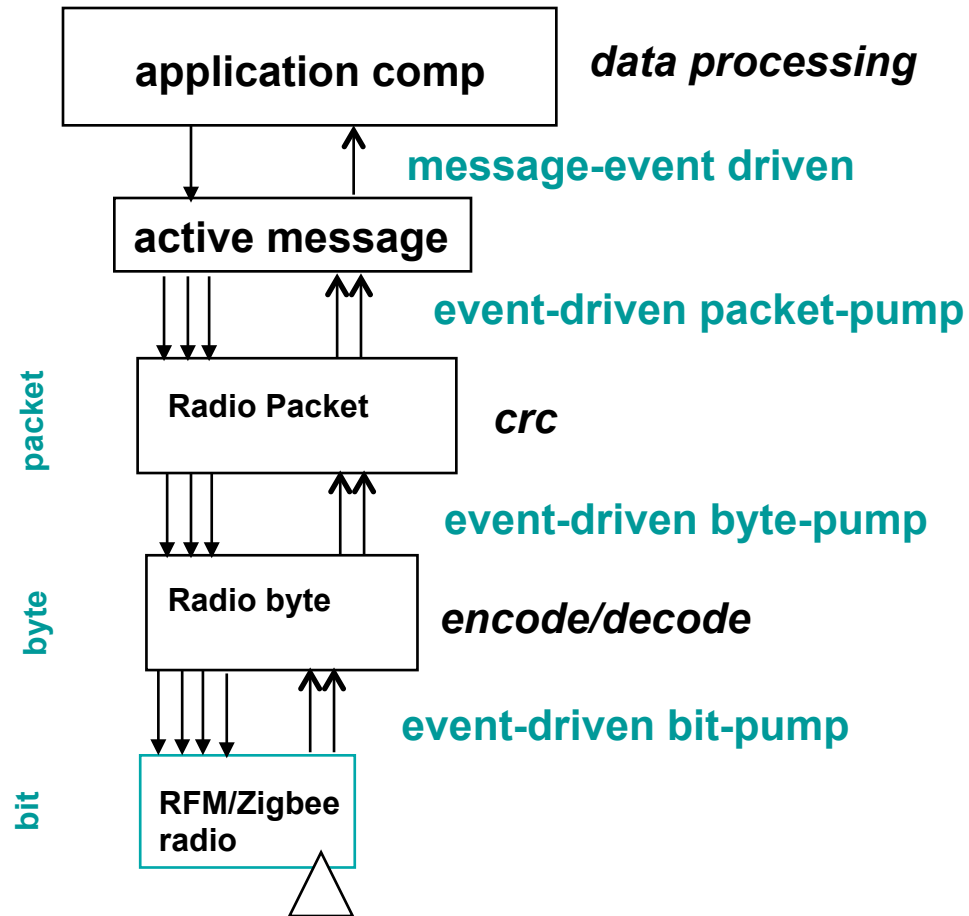 application comp
data processing
message-event driven
active message
event-driven packet-pump
packet
Radio Packet
crc
event-driven byte-pump
byte
Radio byte
encode/decode
event-driven bit-pump
bit
RFM/Zigbee
radio